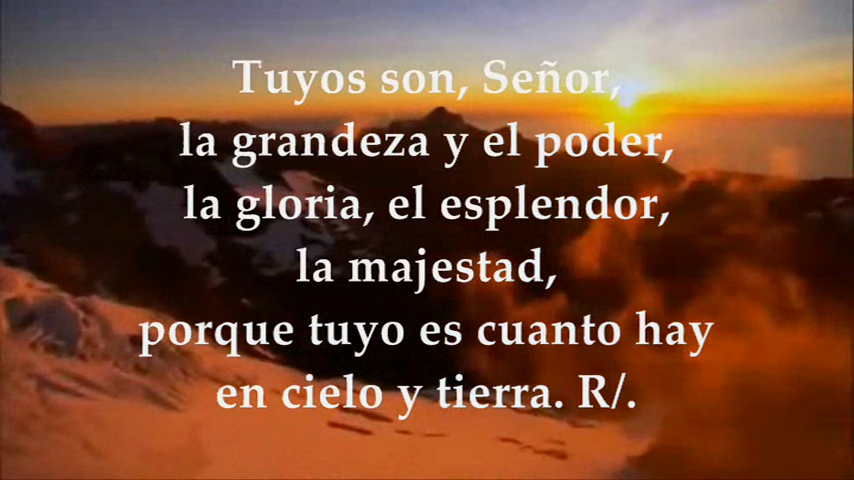 Tuyos son, Señor,
la grandeza y el poder,
la gloria, el esplendor,
la majestad,
porque tuyo es cuanto hay
en cielo y tierra. R/.